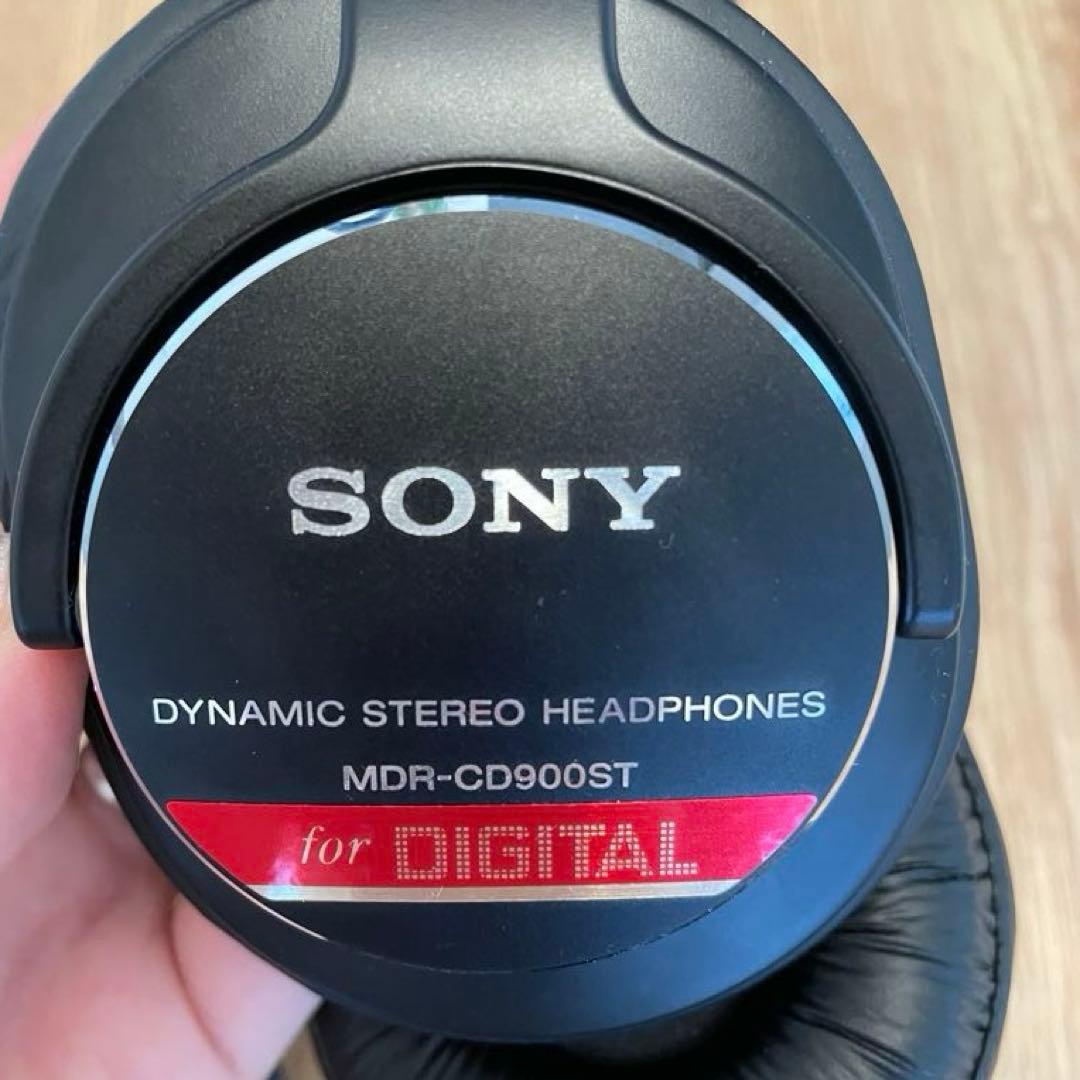 SONY
DYNAMIC STEREO HEADPHONES
MDR-CD900ST
for DIGITAL